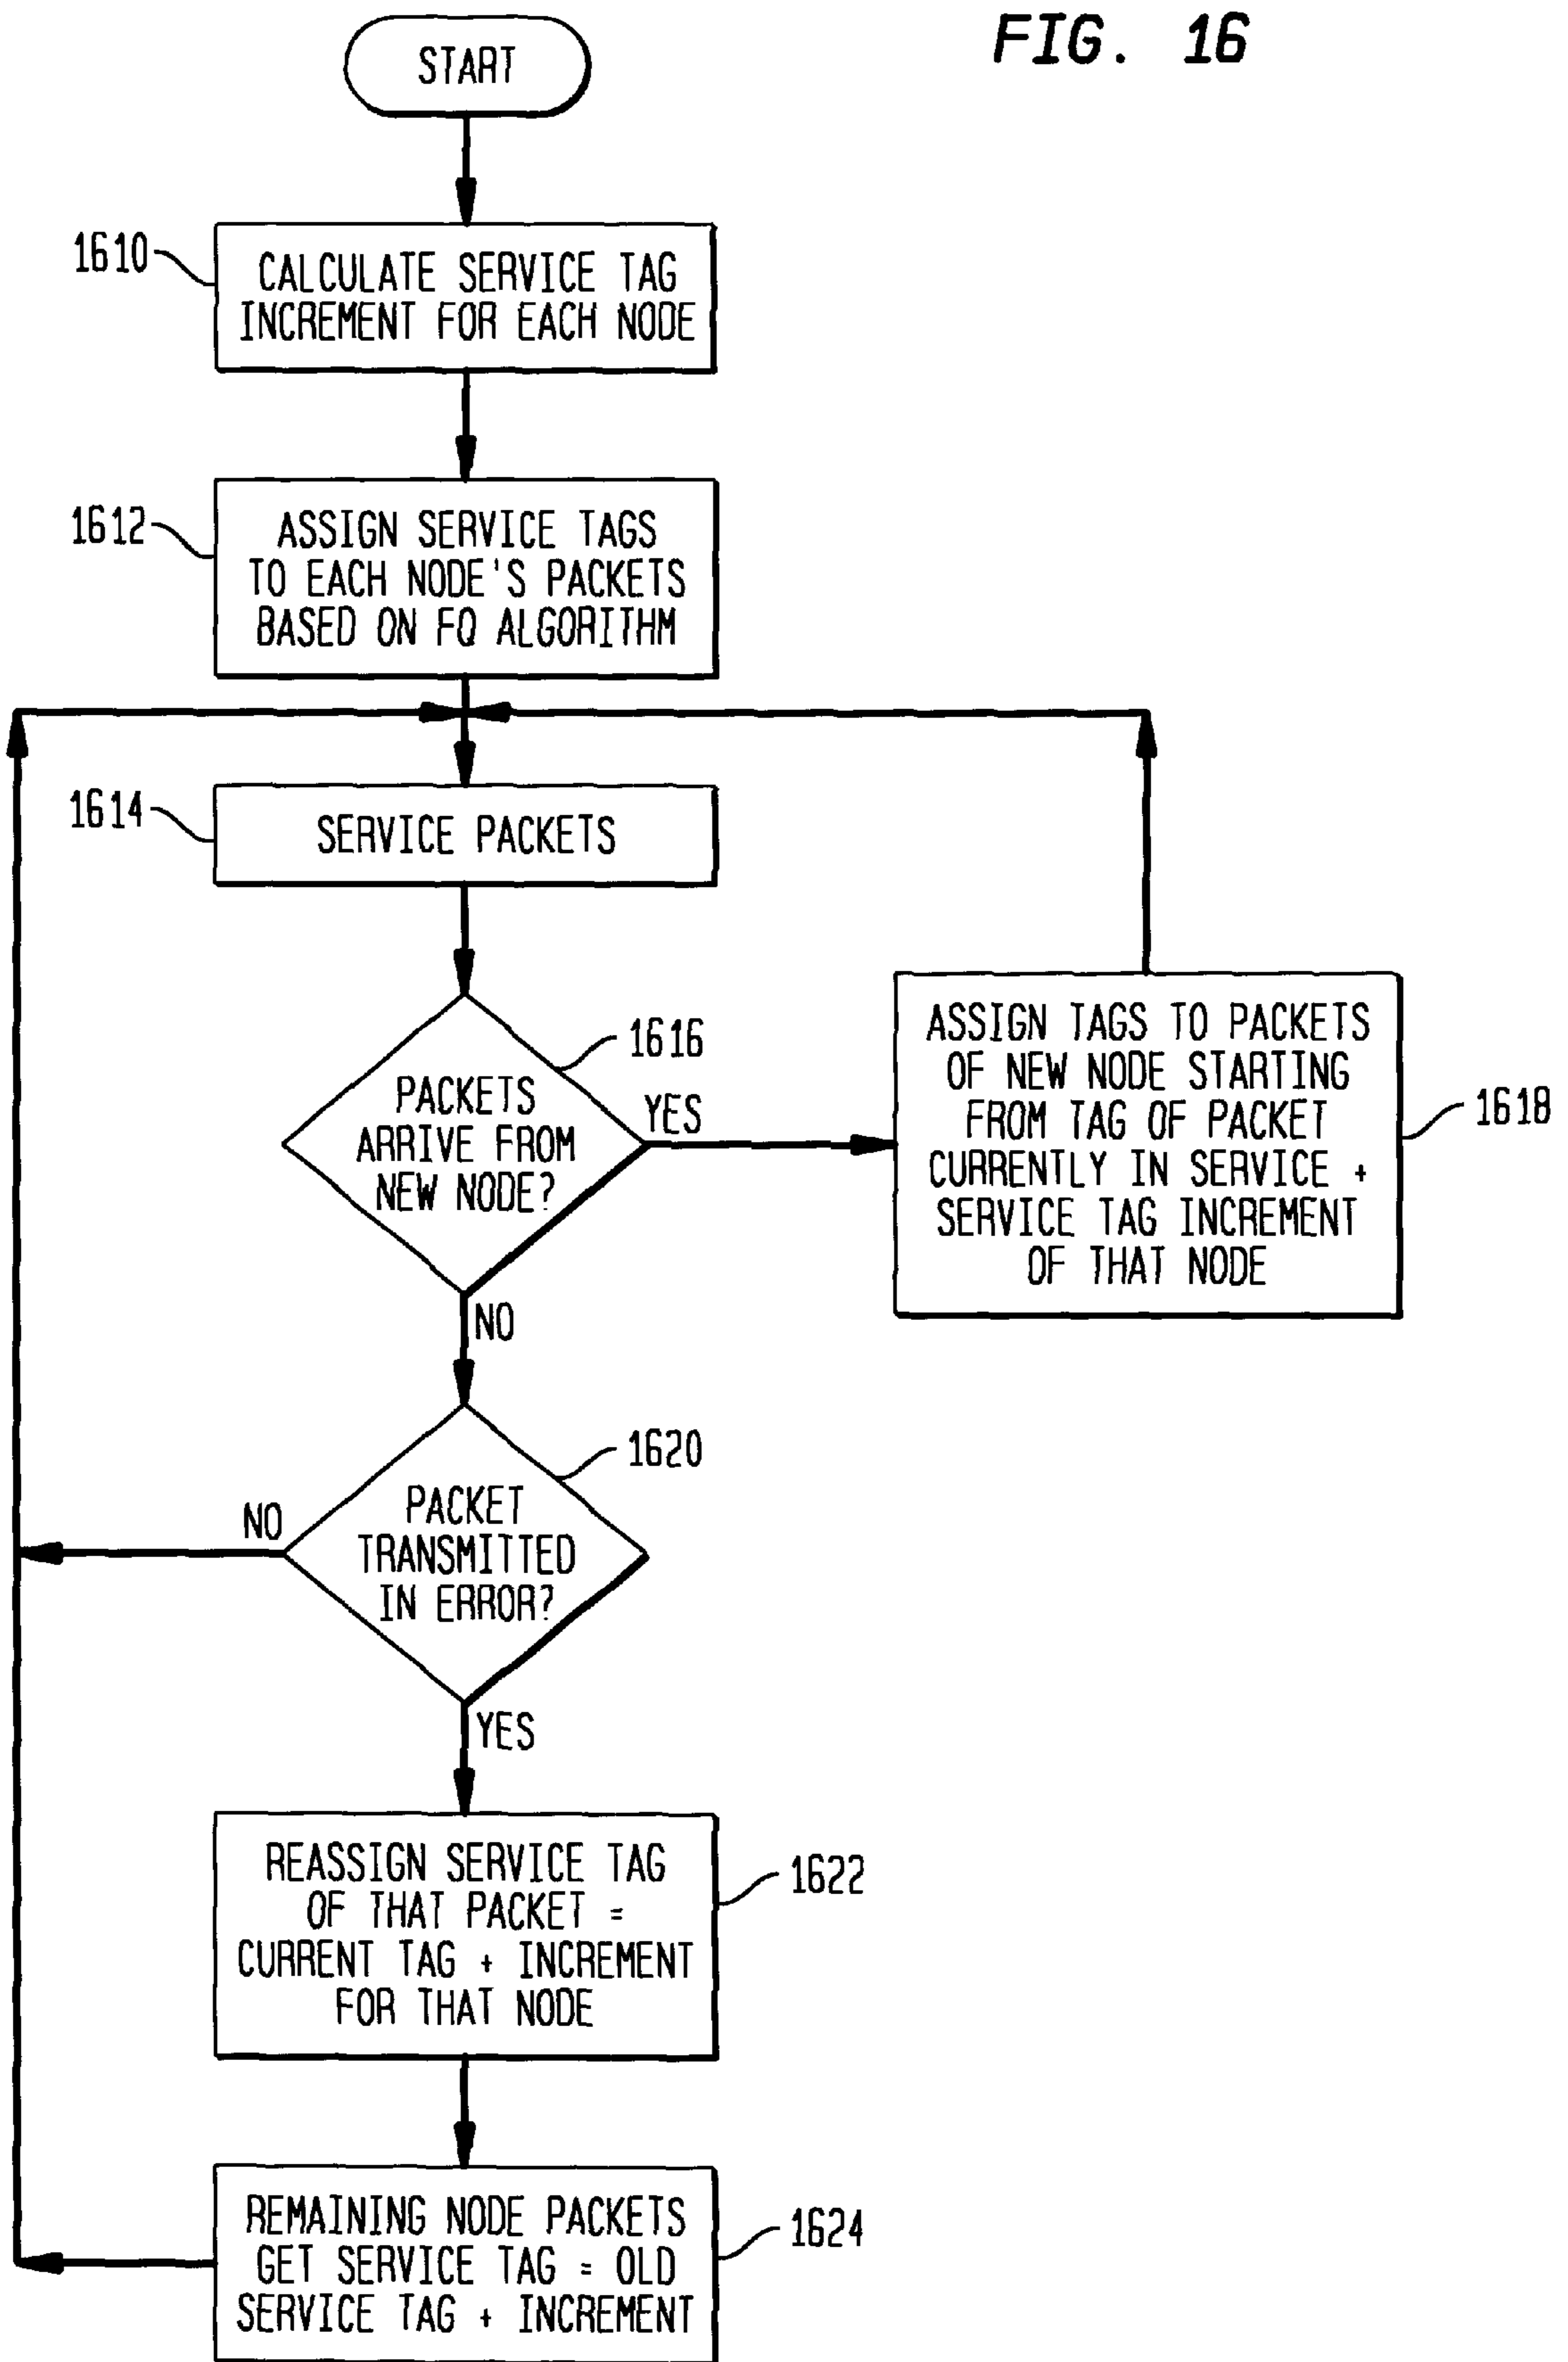 FIG. 16
START
1610
CALCULATE SERVICE TAG
INCREMENT FOR EACH NODE
1612
ASSIGN SERVICE TAGS
TO EACH NODE'S PACKETS
BASED ON FQ ALGORITHM
1614
SERVICE PACKETS
1616
PACKETS
ARRIVE FROM
NEW NODE?
YES
NO
ASSIGN TAGS TO PACKETS
OF NEW NODE STARTING
FROM TAG OF PACKET
CURRENTLY IN SERVICE +
SERVICE TAG INCREMENT
OF THAT NODE
1618
1620
PACKET
TRANSMITTED
IN ERROR?
NO
YES
REASSIGN SERVICE TAG
OF THAT PACKET =
CURRENT TAG + INCREMENT
FOR THAT NODE
1622
REMAINING NODE PACKETS
GET SERVICE TAG = OLD
SERVICE TAG + INCREMENT
1624